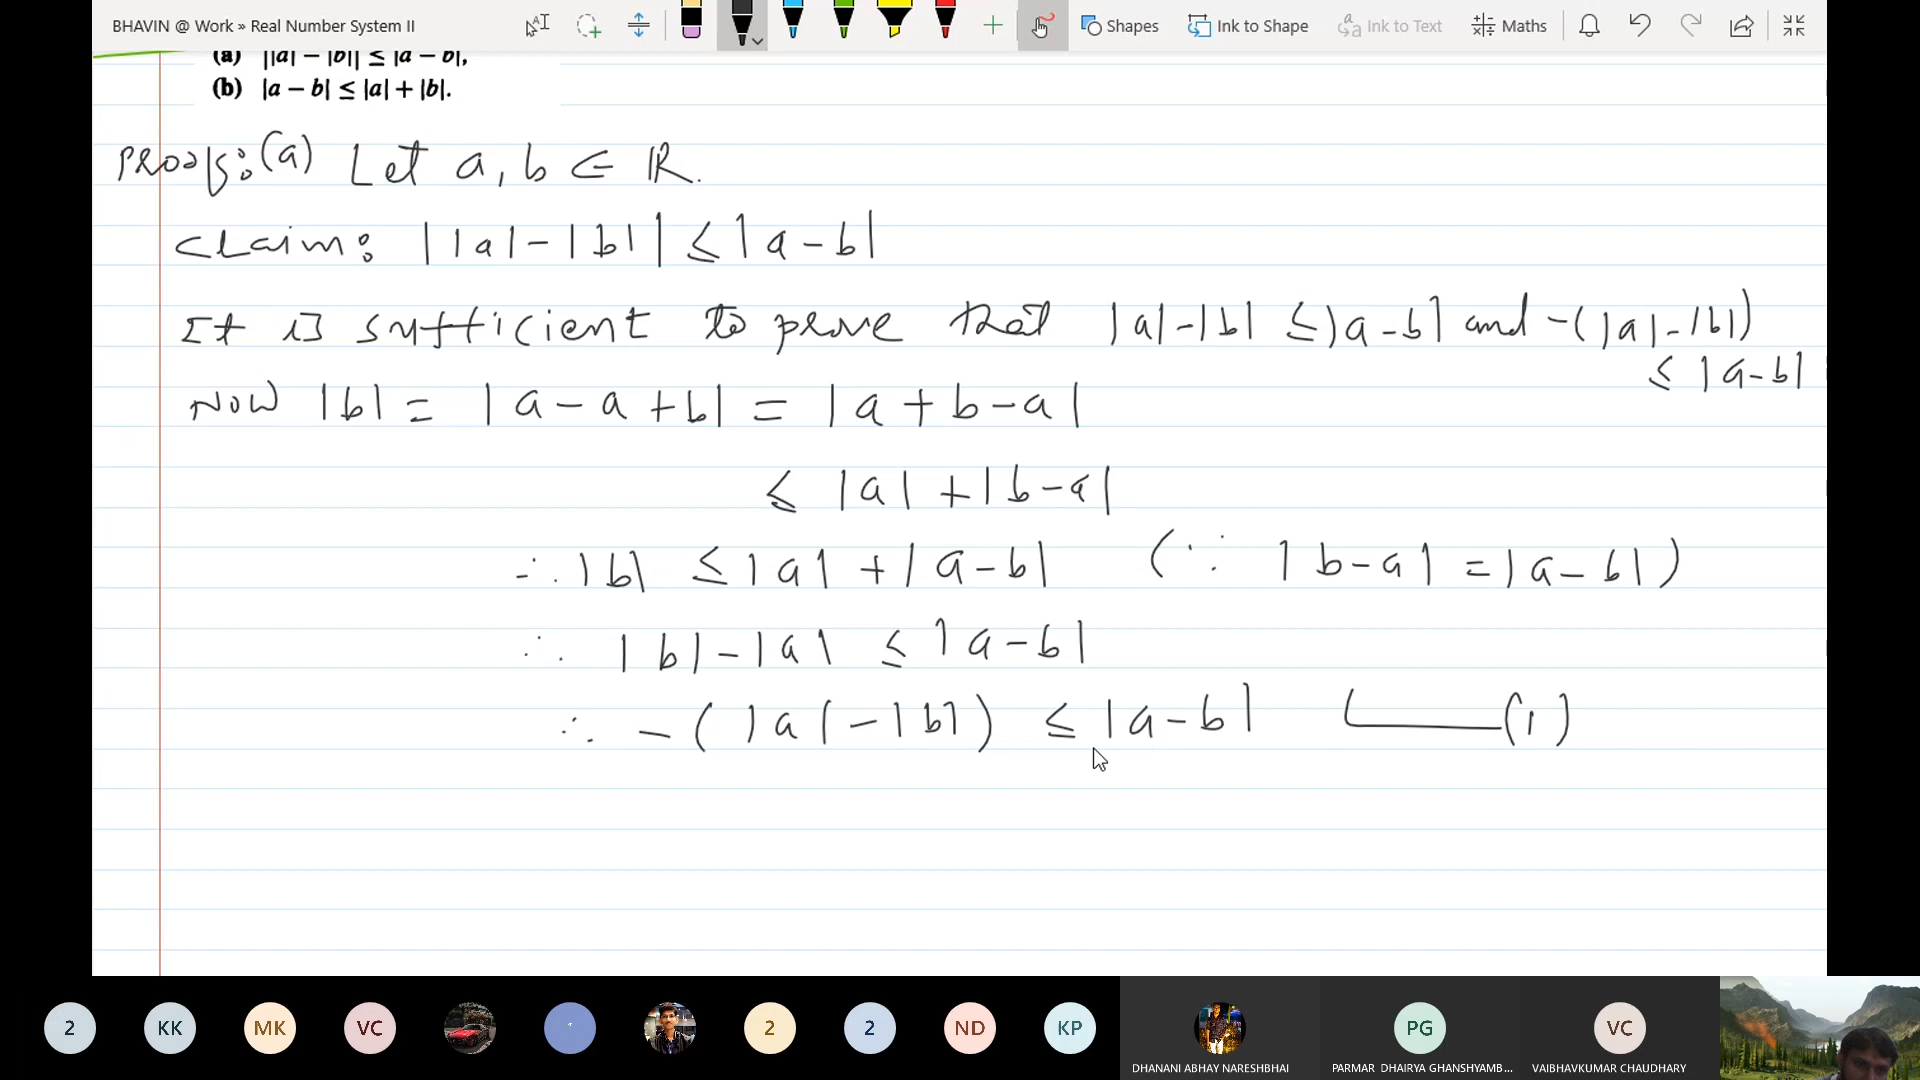 BHAVIN @ Work » Real Number System II
Shapes Ink to Shape Ink to Text Maths
(a) ||a| − |b|| ≤ |a − b|,
(b) |a − b| ≤ |a| + |b|.
Proof:(a) Let a, b ∈ ℝ.
Claim: ||a| − |b|| ≤ |a − b|
It is sufficient to prove that |a| − |b| ≤ |a − b| and −(|a| − |b|)
≤ |a − b|
Now |b| = |a − a + b| = |a + b − a|
≤ |a| + |b − a|
∴ |b| ≤ |a| + |a − b| (∵ |b − a| = |a − b|)
∴ |b| − |a| ≤ |a − b|
∴ −(|a| − |b|) ≤ |a − b| (1)
2 KK MK VC 2 2 ND KP PG VC
DHANANI ABHAY NARESHBHAI PARMAR DHAIRYA GHANSHYAMB... VAIBHAVKUMAR CHAUDHARY